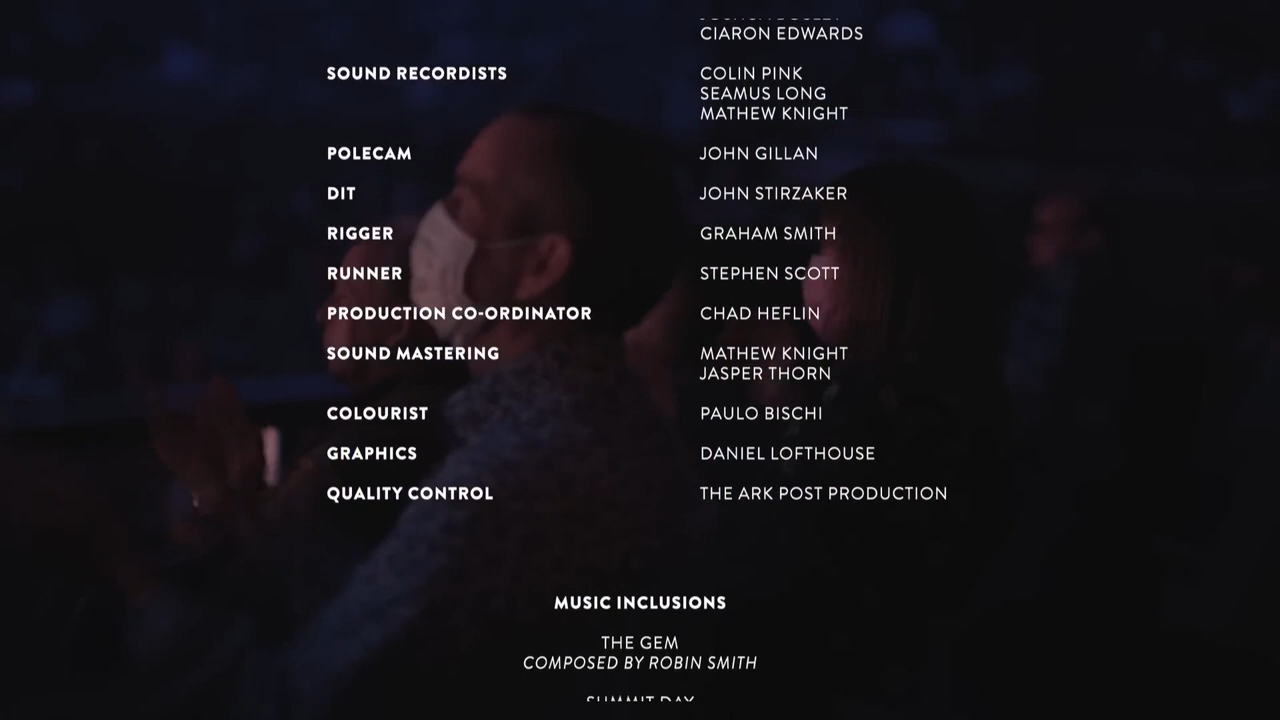 CIARON EDWARDS
SOUND RECORDISTS COLIN PINK
SEAMUS LONG
MATHEW KNIGHT
POLECAM JOHN GILLAN
DIT JOHN STIRZAKER
RIGGER GRAHAM SMITH
RUNNER STEPHEN SCOTT
PRODUCTION CO-ORDINATOR CHAD HEFLIN
SOUND MASTERING MATHEW KNIGHT
JASPER THORN
COLOURIST PAULO BISCHI
GRAPHICS DANIEL LOFTHOUSE
QUALITY CONTROL THE ARK POST PRODUCTION
MUSIC INCLUSIONS
THE GEM
COMPOSED BY ROBIN SMITH
SUMMIT DAY